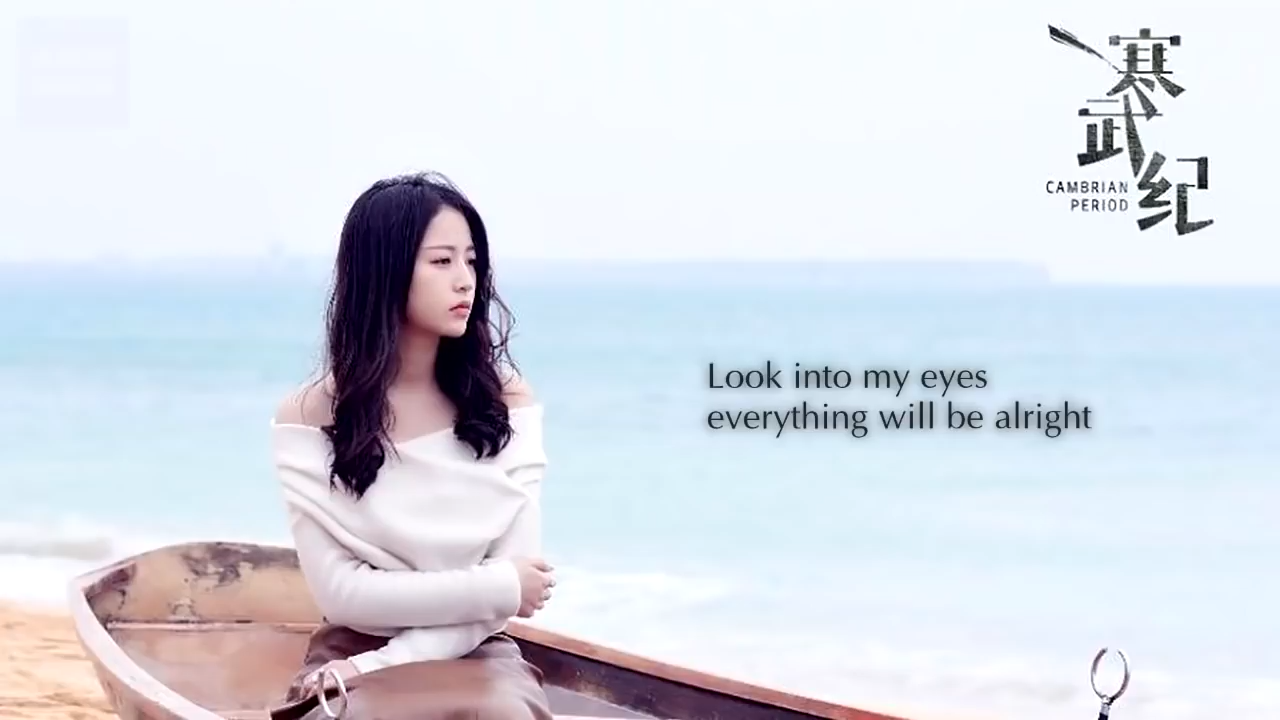 寒武纪
CAMBRIAN
PERIOD
Look into my eyes
everything will be alright